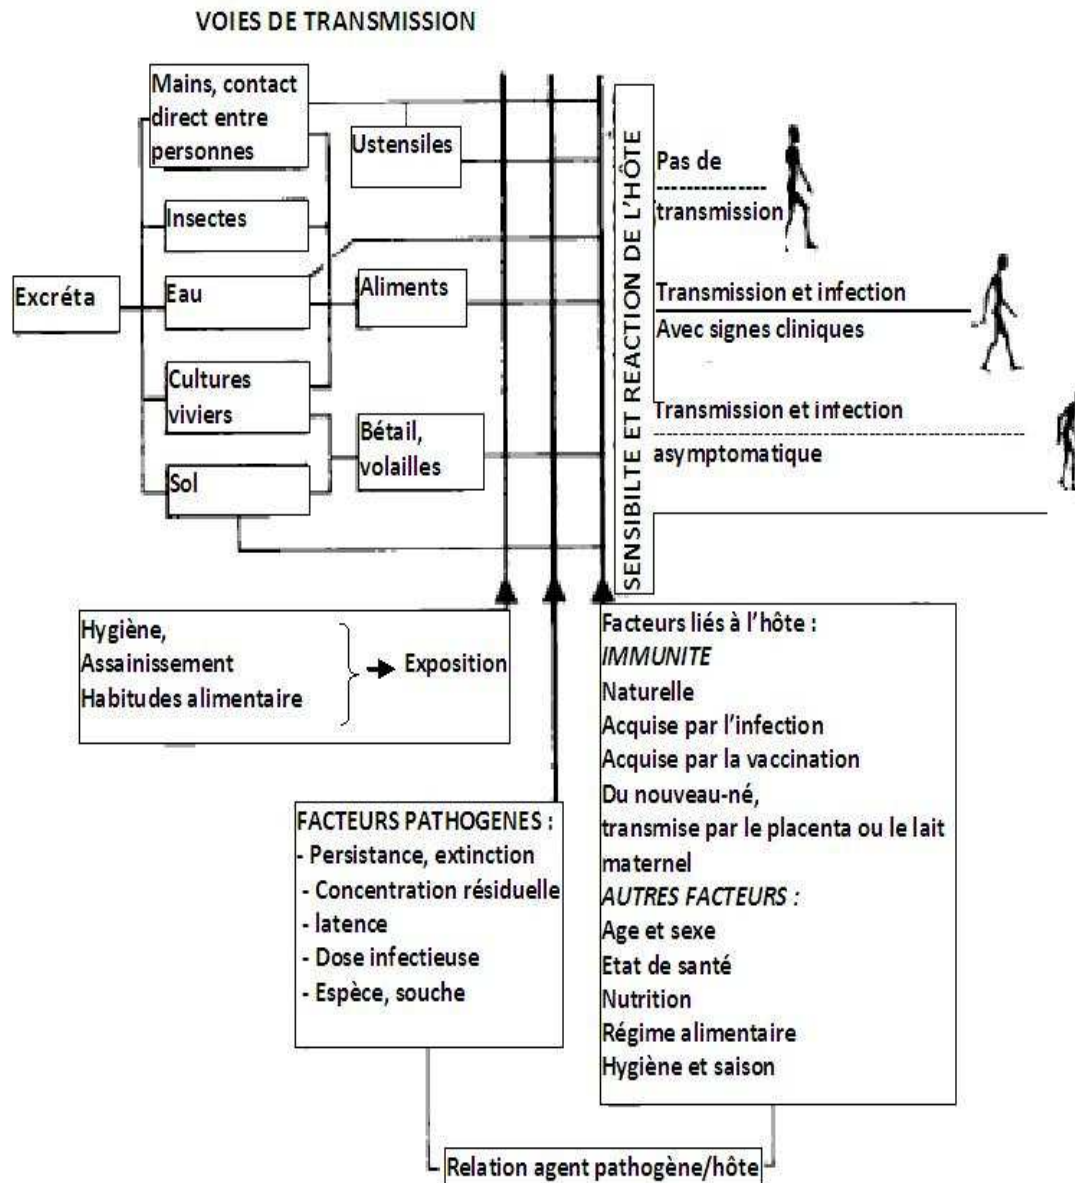 VOIES DE TRANSMISSION
Mains, contact
direct entre
personnes
Ustensiles
Insectes
Excréta
Eau
Aliments
Cultures
viviers
Bétail,
volailles
Sol
SENSIBILTE ET REACTION DE L'HÔTE
Pas de
transmission
Transmission et infection
Avec signes cliniques
Transmission et infection
asymptomatique
Hygiène,
Assainissement
Habitudes alimentaire
Exposition
FACTEURS PATHOGENES :
- Persistance, extinction
- Concentration résiduelle
- latence
- Dose infectieuse
- Espèce, souche
Facteurs liés à l'hôte :
IMMUNITE
Naturelle
Acquise par l'infection
Acquise par la vaccination
Du nouveau-né,
transmise par le placenta ou le lait
maternel
AUTRES FACTEURS :
Age et sexe
Etat de santé
Nutrition
Régime alimentaire
Hygiène et saison
Relation agent pathogène/hôte